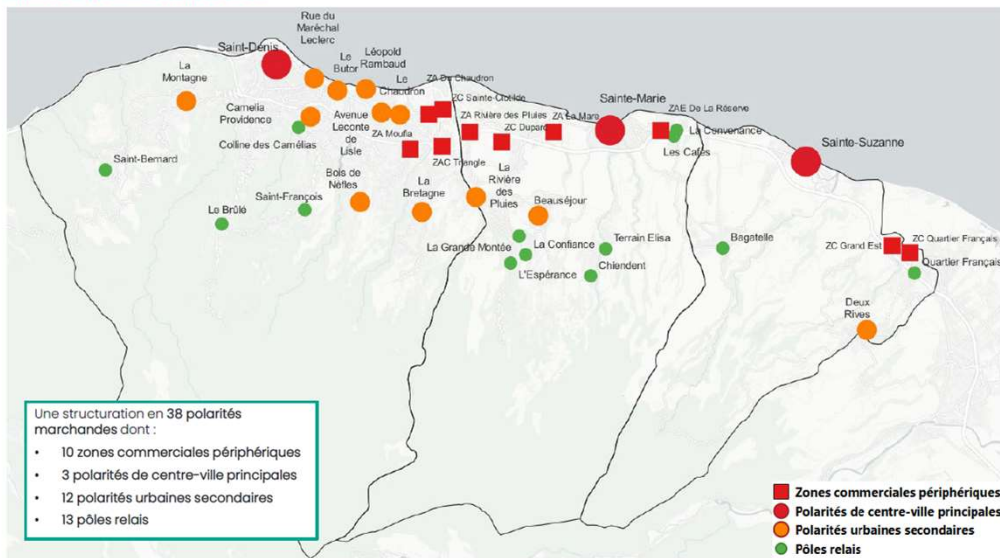 Rue du
Maréchal
Leclerc
Saint-Denis
Le
Butor
Léopold
Rambaud
La
Montagne
Le
Chaudron
ZA Du Chaudron
ZC Sainte-Clotilde
Camelia
Providence
Avenue
Leconte
de
Lisle
ZA Rivière des Pluies
ZA La Mare
Sainte-Marie
ZAE De La Réserve
Colline des Camélias
ZA Moufia
ZC Duparc
La Convenance
Les Cafés
Sainte-Suzanne
ZAC Triangle
Saint-Bernard
Bois de
Nèfles
La
Bretagne
La
Rivière
des
Pluies
Saint-François
Beauséjour
Le Brûlé
La Grande Montée
La Confiance
Terrain Elisa
Bagatelle
ZC Grand Est
ZC Quartier Français
L'Espérance
Chiendent
Quartier Français
Deux
Rives
Une structuration en 38 polarités
marchandes dont :
• 10 zones commerciales périphériques
• 3 polarités de centre-ville principales
• 12 polarités urbaines secondaires
• 13 pôles relais
Zones commerciales périphériques
Polarités de centre-ville principales
Polarités urbaines secondaires
Pôles relais